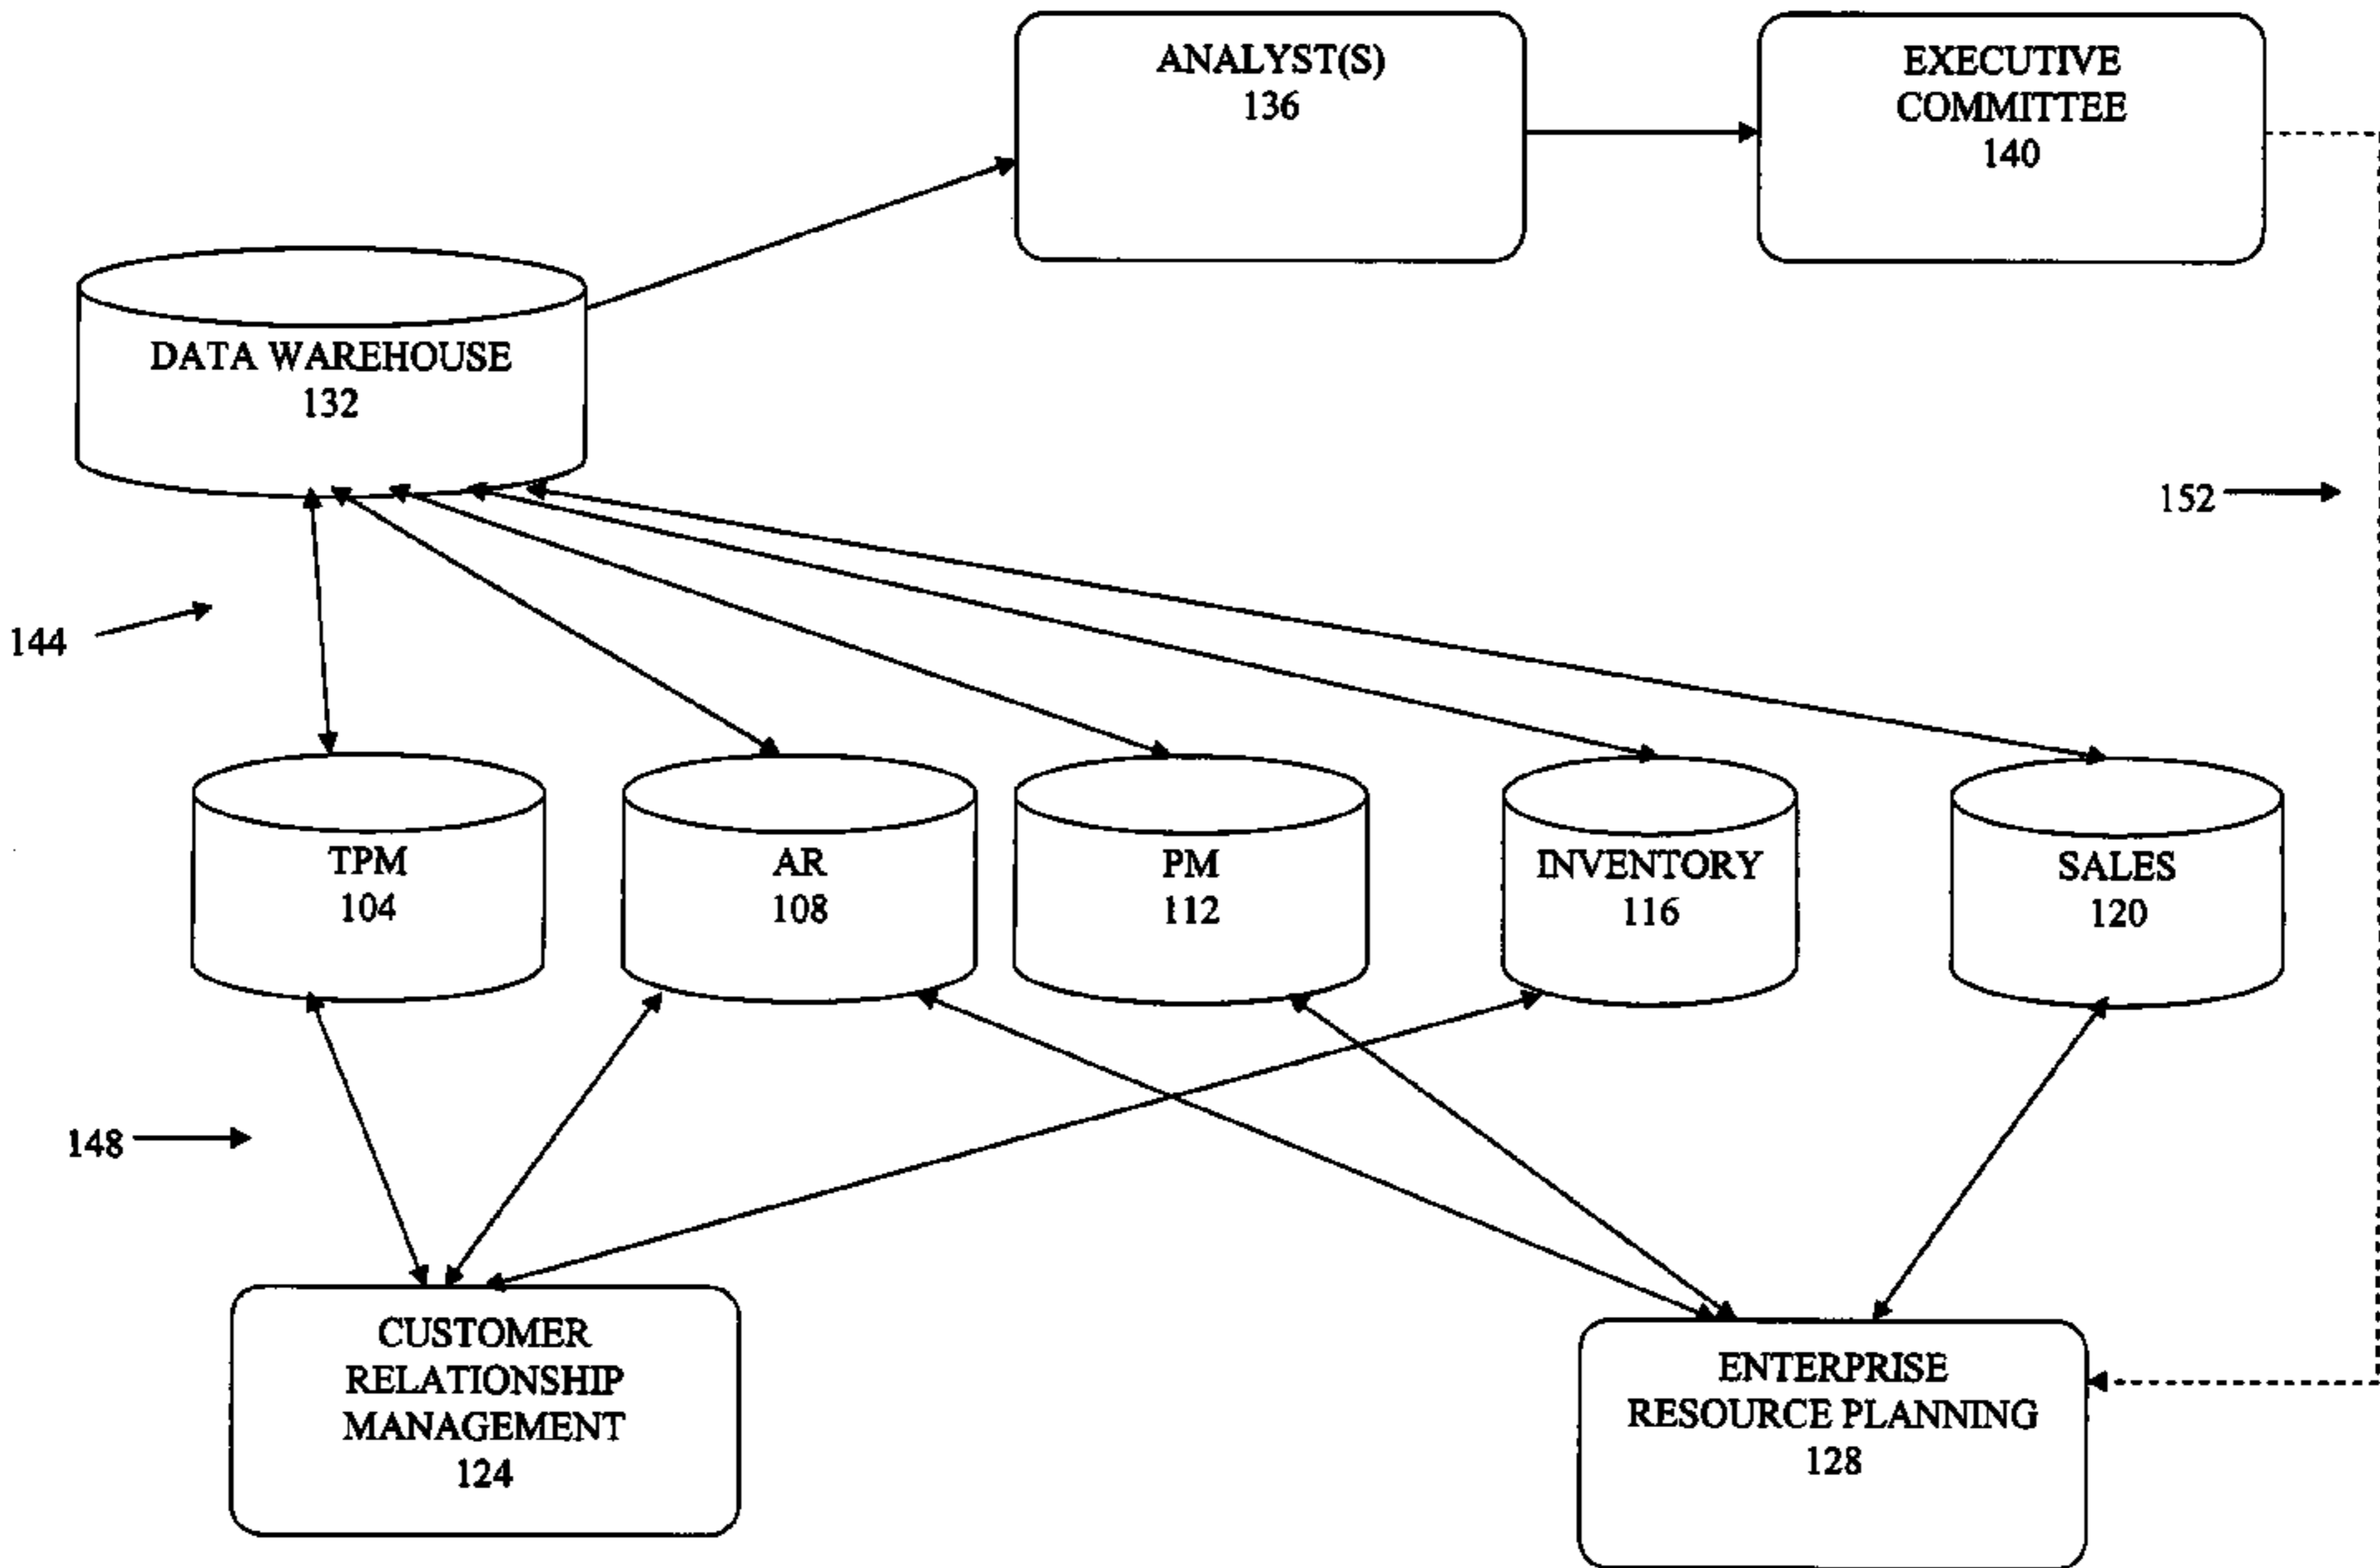 ANALYST(S)
136
EXECUTIVE
COMMITTEE
140
DATA WAREHOUSE
132
152
144
TPM
104
AR
108
PM
112
INVENTORY
116
SALES
120
148
CUSTOMER
RELATIONSHIP
MANAGEMENT
124
ENTERPRISE
RESOURCE PLANNING
128